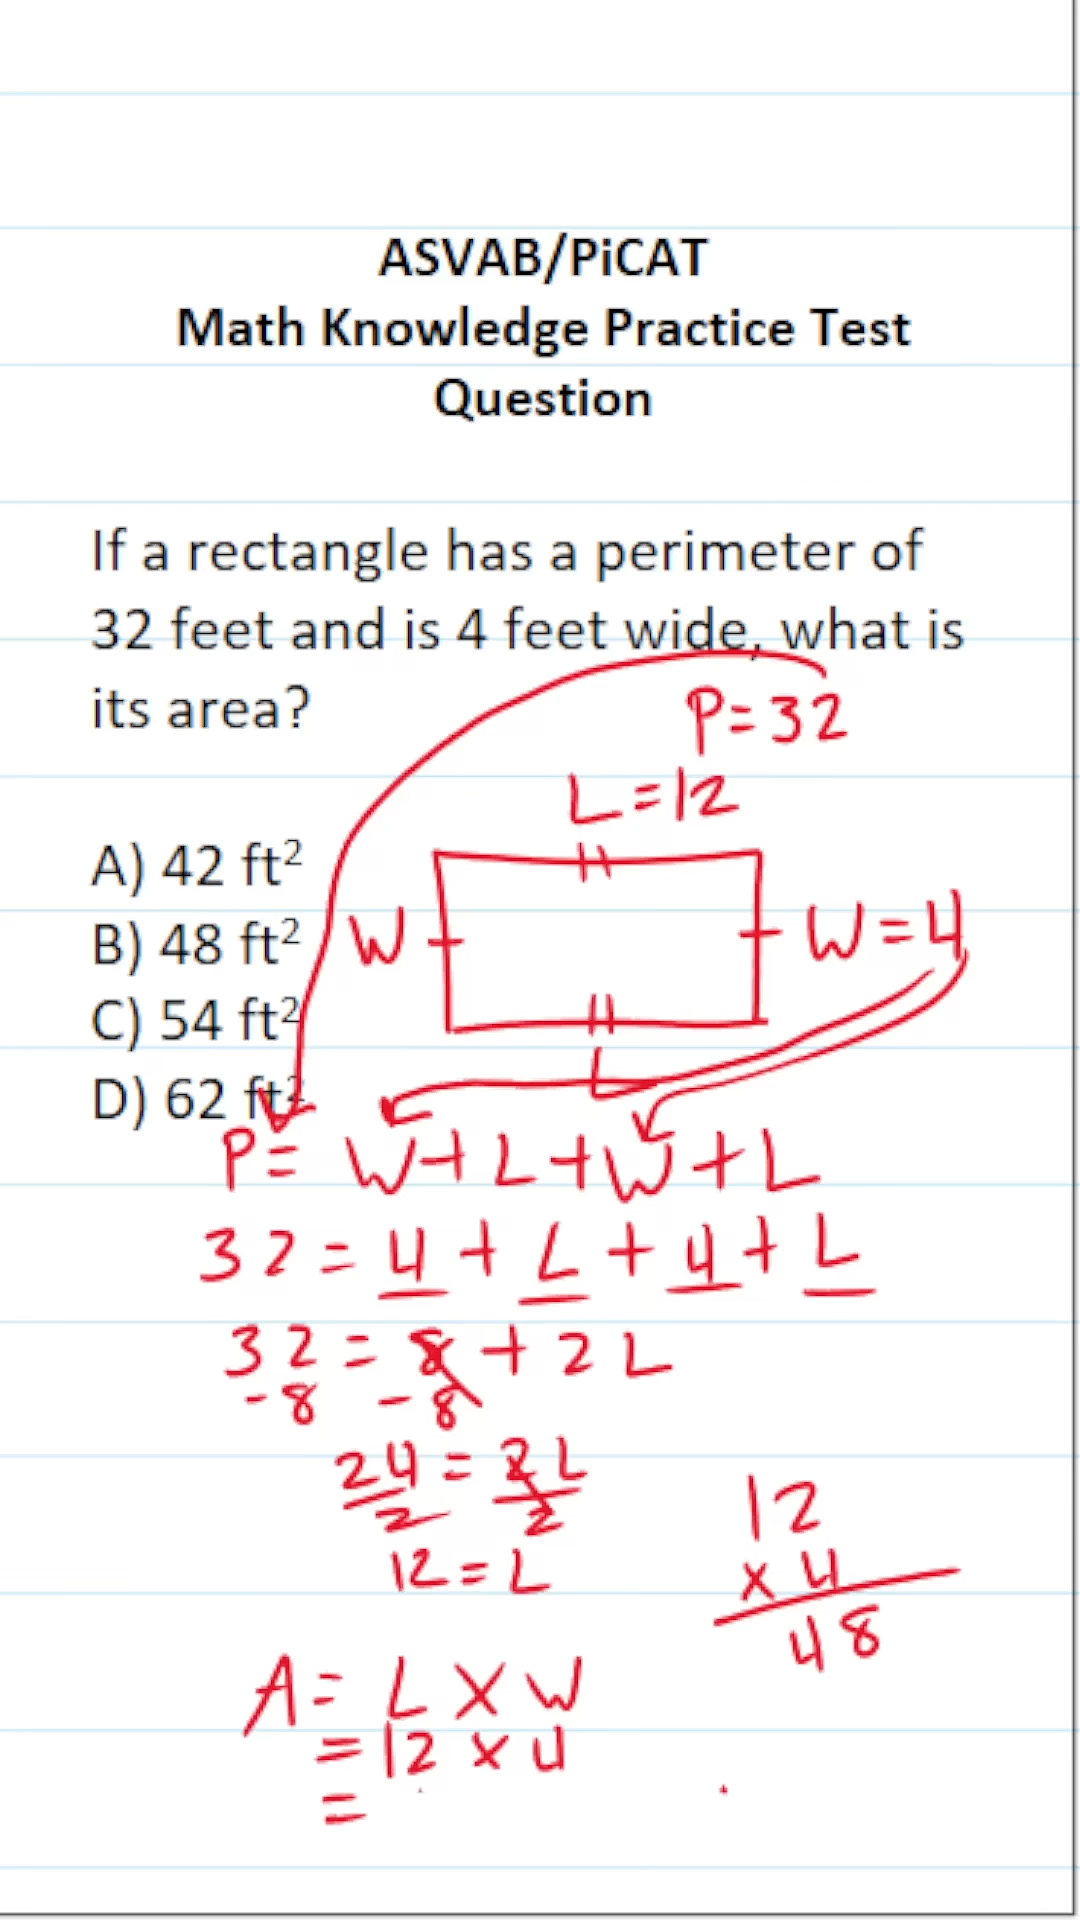 ASVAB/PiCAT
Math Knowledge Practice Test
Question
If a rectangle has a perimeter of
32 feet and is 4 feet wide, what is
its area?
P=32
L=12
A) 42 ft²
B) 48 ft²
W
W=4
C) 54 ft²
L
D) 62 ft²
P= W+L+W+L
32=4+L+4+L
32=8+2L
-8 -8
24=2L
2 2
12=L
12
x 4
48
A= L X W
=12 x 4
=